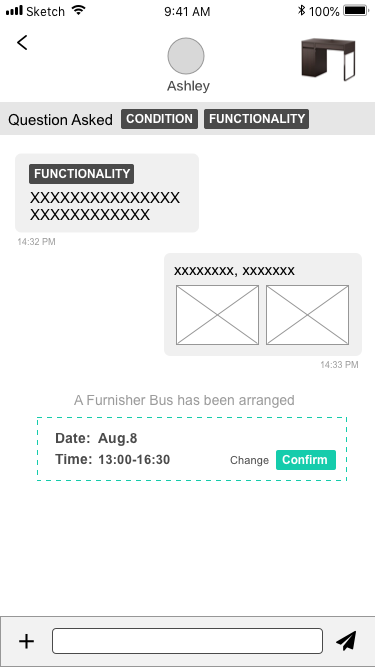 Sketch 9:41 AM 100%
Ashley
Question Asked CONDITION FUNCTIONALITY
FUNCTIONALITY
XXXXXXXXXXXXXXX
XXXXXXXXXXXX
14:32 PM
xxxxxxxx, xxxxxxx
14:33 PM
A Furnisher Bus has been arranged
Date: Aug.8
Time: 13:00-16:30 Change Confirm